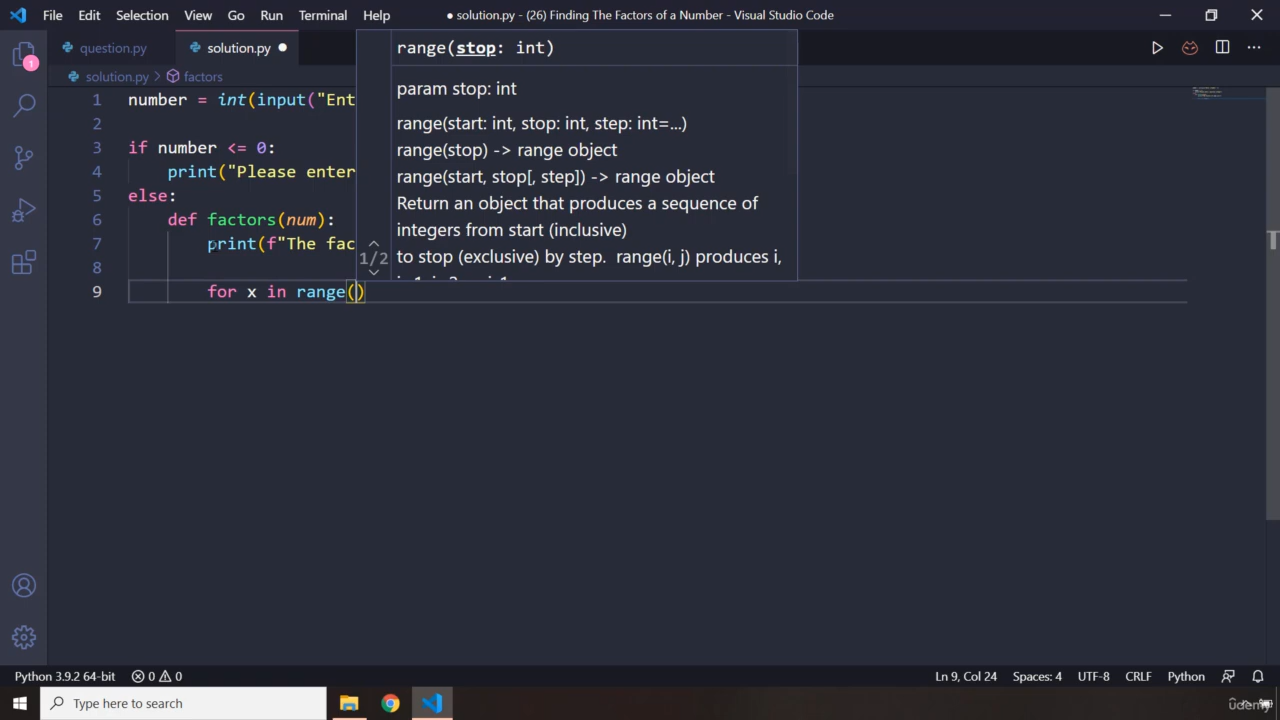 File Edit Selection View Go Run Terminal Help
● solution.py - (26) Finding The Factors of a Number - Visual Studio Code
question.py solution.py ●
solution.py > factors
range(stop: int)
param stop: int
range(start: int, stop: int, step: int=...)
range(stop) -> range object
range(start, stop[, step]) -> range object
Return an object that produces a sequence of
integers from start (inclusive)
to stop (exclusive) by step.  range(i, j) produces i,
1/2
1 number = int(input("Ent
2
3 if number <= 0:
4     print("Please enter
5 else:
6     def factors(num):
7         print(f"The fac
8
9         for x in range()
1
Python 3.9.2 64-bit 0 0 Ln 9, Col 24 Spaces: 4 UTF-8 CRLF Python
Type here to search
udemy